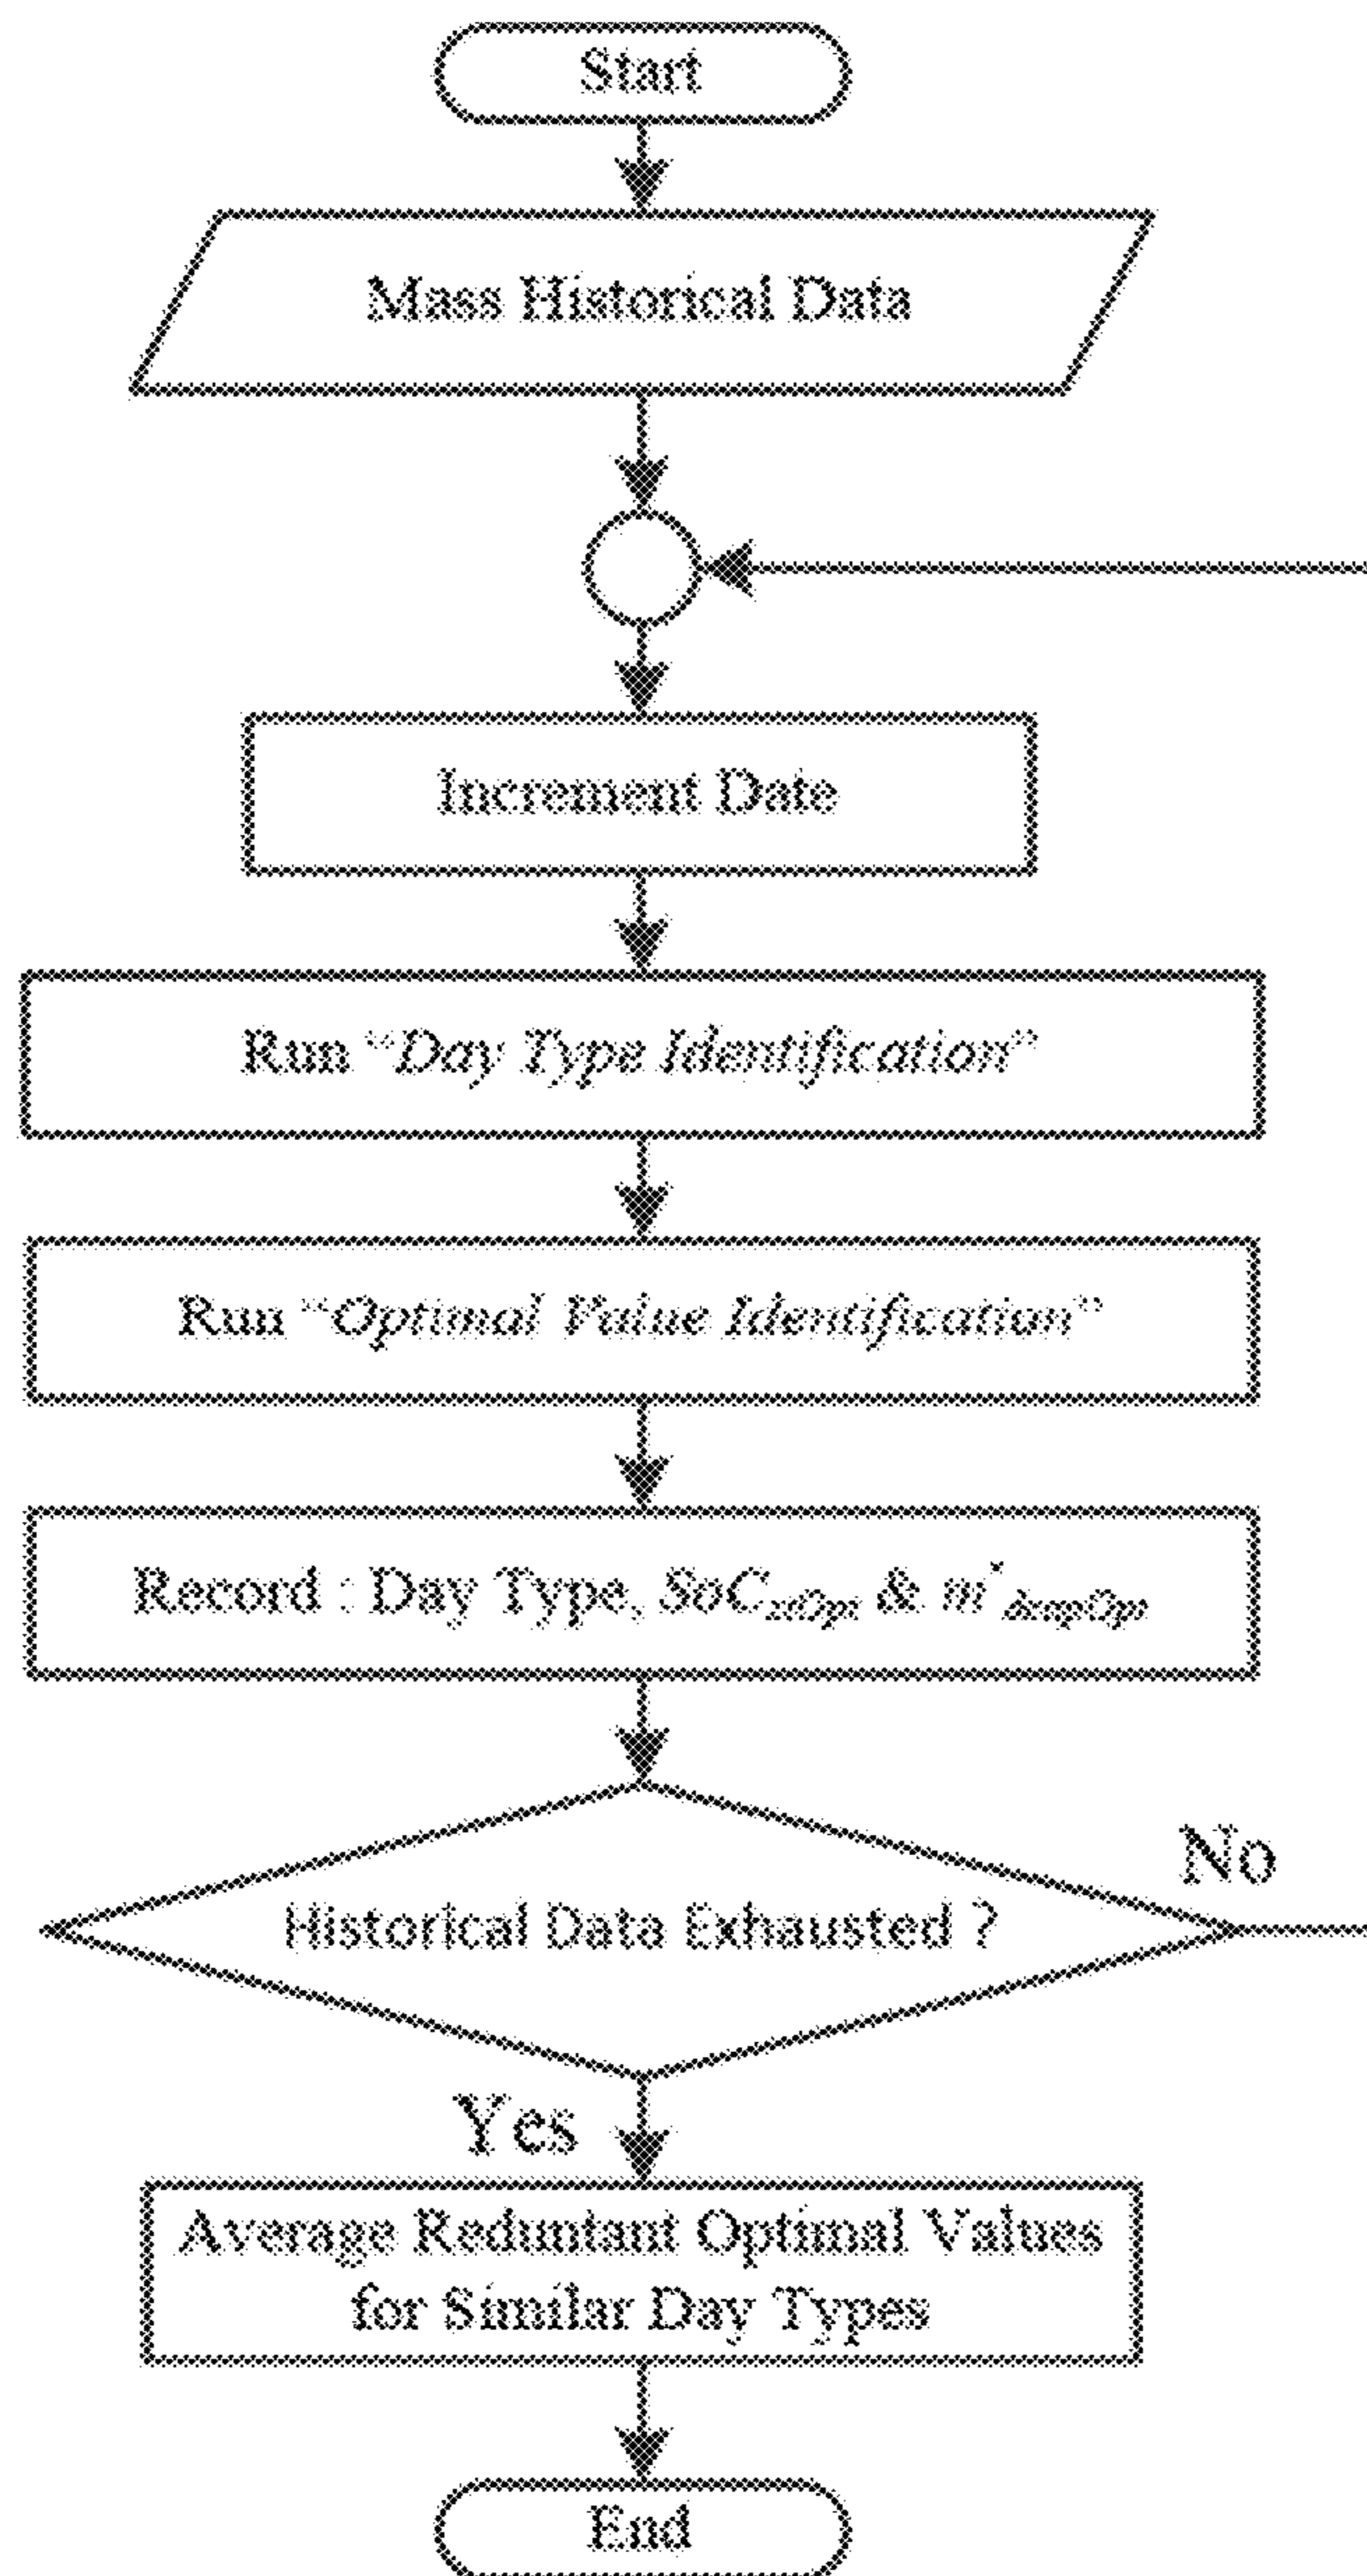 Start
Mass Historical Data
Increment Date
Run "Day Type Identification"
Run "Optimal Value Identification"
Record : Day Type, SoC & m*
Historical Data Exhausted ?
No
Yes
Average Reduntant Optimal Values
for Similar Day Types
End